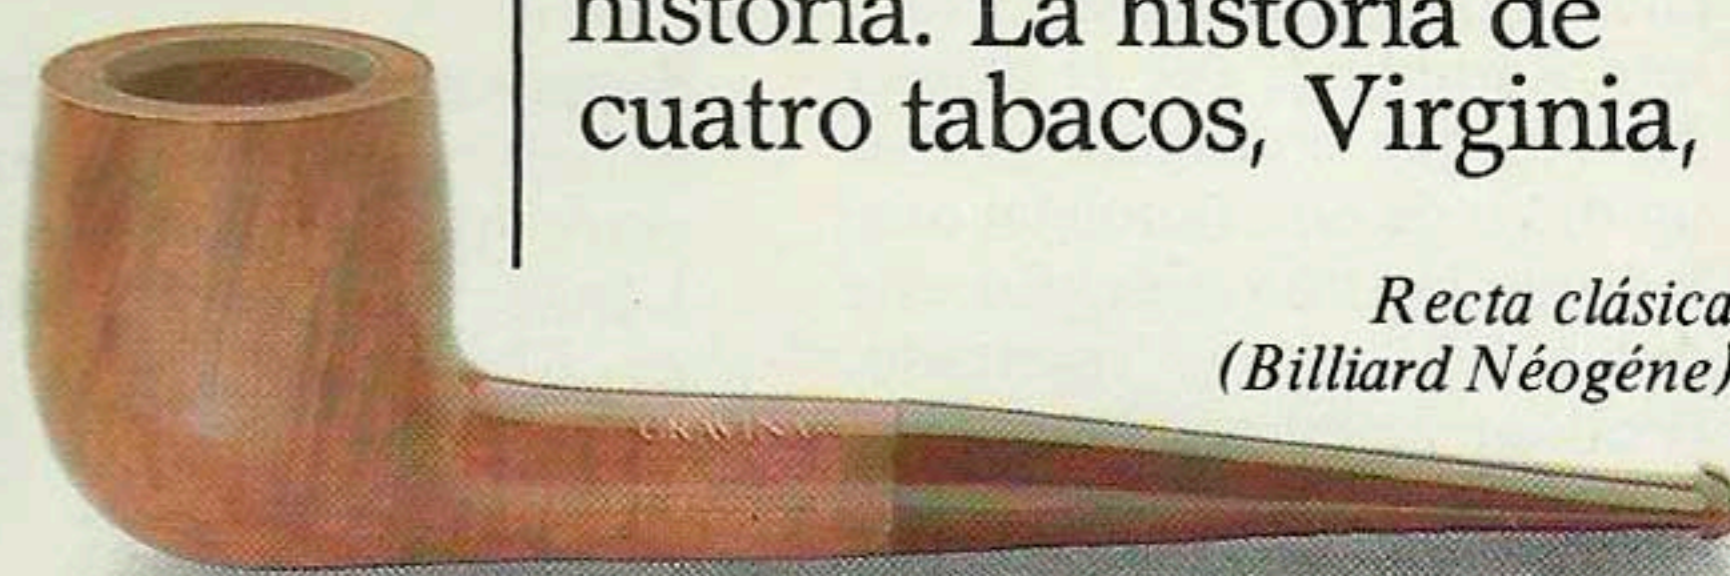 historia. La historia de
cuatro tabacos, Virginia,
Recta clásica
(Billiard Néogéne)